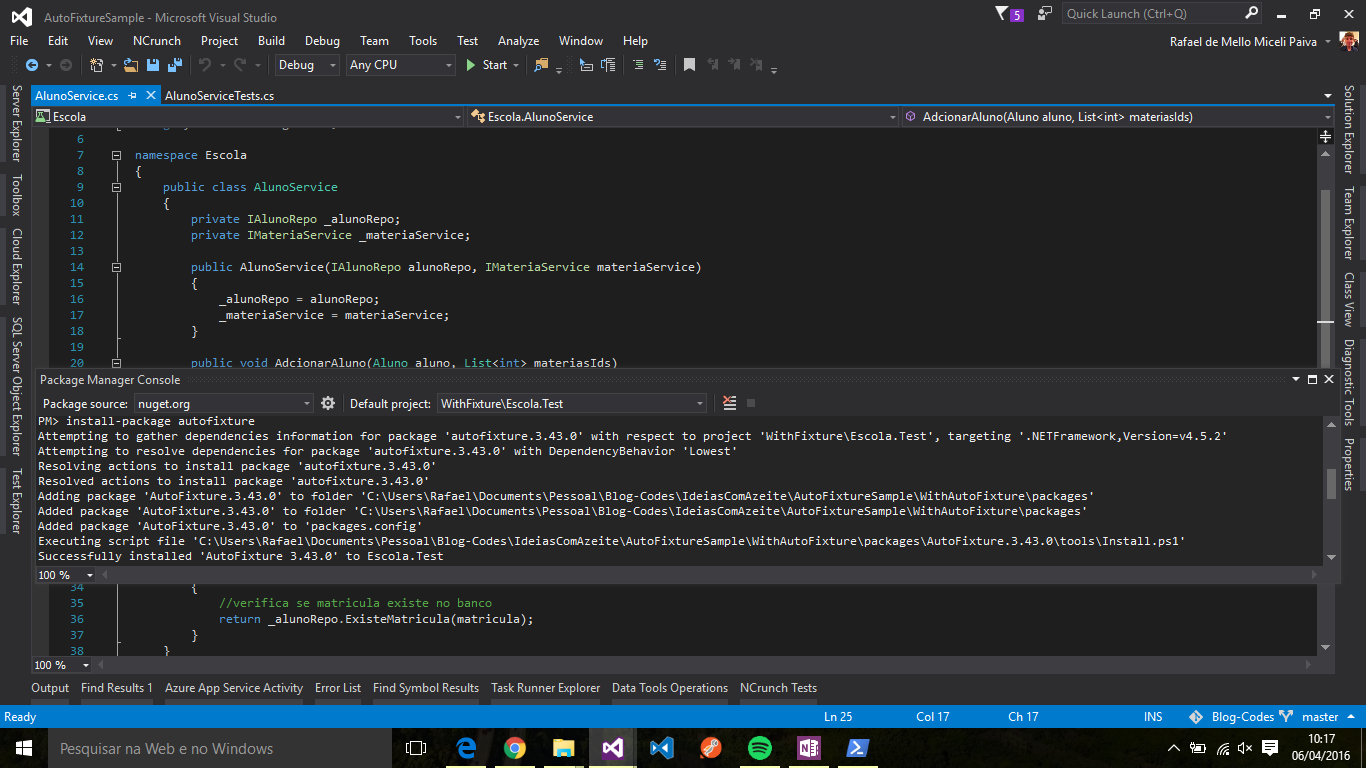 AutoFixtureSample - Microsoft Visual Studio
5
Quick Launch (Ctrl+Q)
File Edit View NCrunch Project Build Debug Team Tools Test Analyze Window Help
Rafael de Mello Miceli Paiva
Debug Any CPU Start
AlunoService.cs AlunoServiceTests.cs
Escola Escola.AlunoService AdcionarAluno(Aluno aluno, List<int> materiasIds)
Server Explorer
Toolbox
Cloud Explorer
SQL Server Object Explorer
Test Explorer
6
7 namespace Escola
8 {
9 public class AlunoService
10 {
11 private IAlunoRepo _alunoRepo;
12 private IMateriaService _materiaService;
13
14 public AlunoService(IAlunoRepo alunoRepo, IMateriaService materiaService)
15 {
16 _alunoRepo = alunoRepo;
17 _materiaService = materiaService;
18 }
19
20 public void AdcionarAluno(Aluno aluno, List<int> materiasIds)
Solution Explorer
Team Explorer
Class View
Diagnostic Tools
Properties
Package Manager Console
Package source: nuget.org Default project: WithFixture\Escola.Test
PM> install-package autofixture
Attempting to gather dependencies information for package 'autofixture.3.43.0' with respect to project 'WithFixture\Escola.Test', targeting '.NETFramework,Version=v4.5.2'
Attempting to resolve dependencies for package 'autofixture.3.43.0' with DependencyBehavior 'Lowest'
Resolving actions to install package 'autofixture.3.43.0'
Resolved actions to install package 'autofixture.3.43.0'
Adding package 'AutoFixture.3.43.0' to folder 'C:\Users\Rafael\Documents\Pessoal\Blog-Codes\IdeiasComAzeite\AutoFixtureSample\WithAutoFixture\packages'
Added package 'AutoFixture.3.43.0' to folder 'C:\Users\Rafael\Documents\Pessoal\Blog-Codes\IdeiasComAzeite\AutoFixtureSample\WithAutoFixture\packages'
Added package 'AutoFixture.3.43.0' to 'packages.config'
Executing script file 'C:\Users\Rafael\Documents\Pessoal\Blog-Codes\IdeiasComAzeite\AutoFixtureSample\WithAutoFixture\packages\AutoFixture.3.43.0\tools\Install.ps1'
Successfully installed 'AutoFixture 3.43.0' to Escola.Test
100 %
34 {
35 //verifica se matricula existe no banco
36 return _alunoRepo.ExisteMatricula(matricula);
37 }
38 }
100 %
Output Find Results 1 Azure App Service Activity Error List Find Symbol Results Task Runner Explorer Data Tools Operations NCrunch Tests
Ready Ln 25 Col 17 Ch 17 INS Blog-Codes master
Pesquisar na Web e no Windows
10:17
06/04/2016